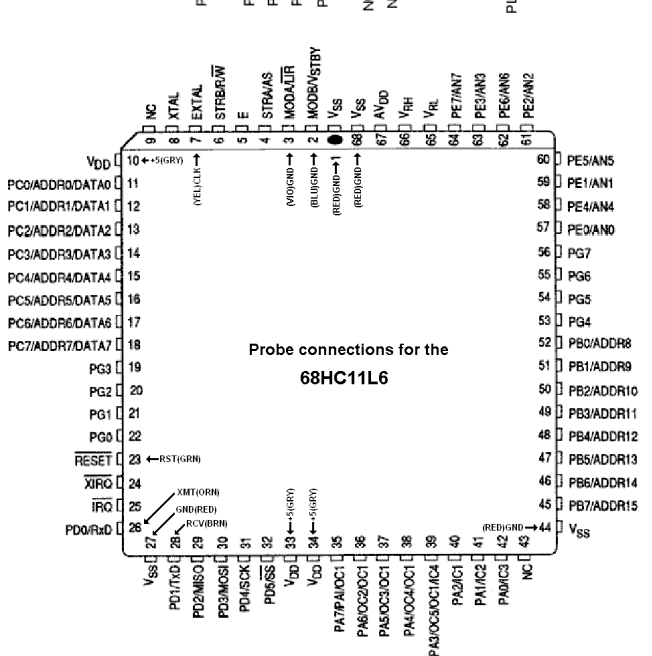 NC
XTAL
EXTAL
STRB/R/W
E
STRA/AS
MODA/LIR
MODB/VSTBY
VSS
VSS
AVDD
VRH
VRL
PE7/AN7
PE3/AN3
PE6/AN6
PE2/AN2
9 8 7 6 5 4 3 2 1 68 67 66 65 64 63 62 61
VDD 10 +5(GRY)
(YEL)CLK
(VIO)GND
(BLU)GND
(RED)GND
(RED)GND
PC0/ADDR0/DATA0 11
PC1/ADDR1/DATA1 12
PC2/ADDR2/DATA2 13
PC3/ADDR3/DATA3 14
PC4/ADDR4/DATA4 15
PC5/ADDR5/DATA5 16
PC6/ADDR6/DATA6 17
PC7/ADDR7/DATA7 18
PG3 19
PG2 20
PG1 21
PG0 22
RESET 23 RST(GRN)
XIRQ 24
IRQ 25
PD0/RxD 26
XMT(ORN)
GND(RED)
RCV(BRN)
Probe connections for the
68HC11L6
60 PE5/AN5
59 PE1/AN1
58 PE4/AN4
57 PE0/AN0
56 PG7
55 PG6
54 PG5
53 PG4
52 PB0/ADDR8
51 PB1/ADDR9
50 PB2/ADDR10
49 PB3/ADDR11
48 PB4/ADDR12
47 PB5/ADDR13
46 PB6/ADDR14
45 PB7/ADDR15
(RED)GND 44 VSS
+5(GRY)
+5(GRY)
27 28 29 30 31 32 33 34 35 36 37 38 39 40 41 42 43
VSS
PD1/TxD
PD2/MISO
PD3/MOSI
PD4/SCK
PD5/SS
VDD
VDD
PA7/PAI/OC1
PA6/OC2/OC1
PA5/OC3/OC1
PA4/OC4/OC1
PA3/OC5/OC1/IC4
PA2/IC1
PA1/IC2
PA0/IC3
NC